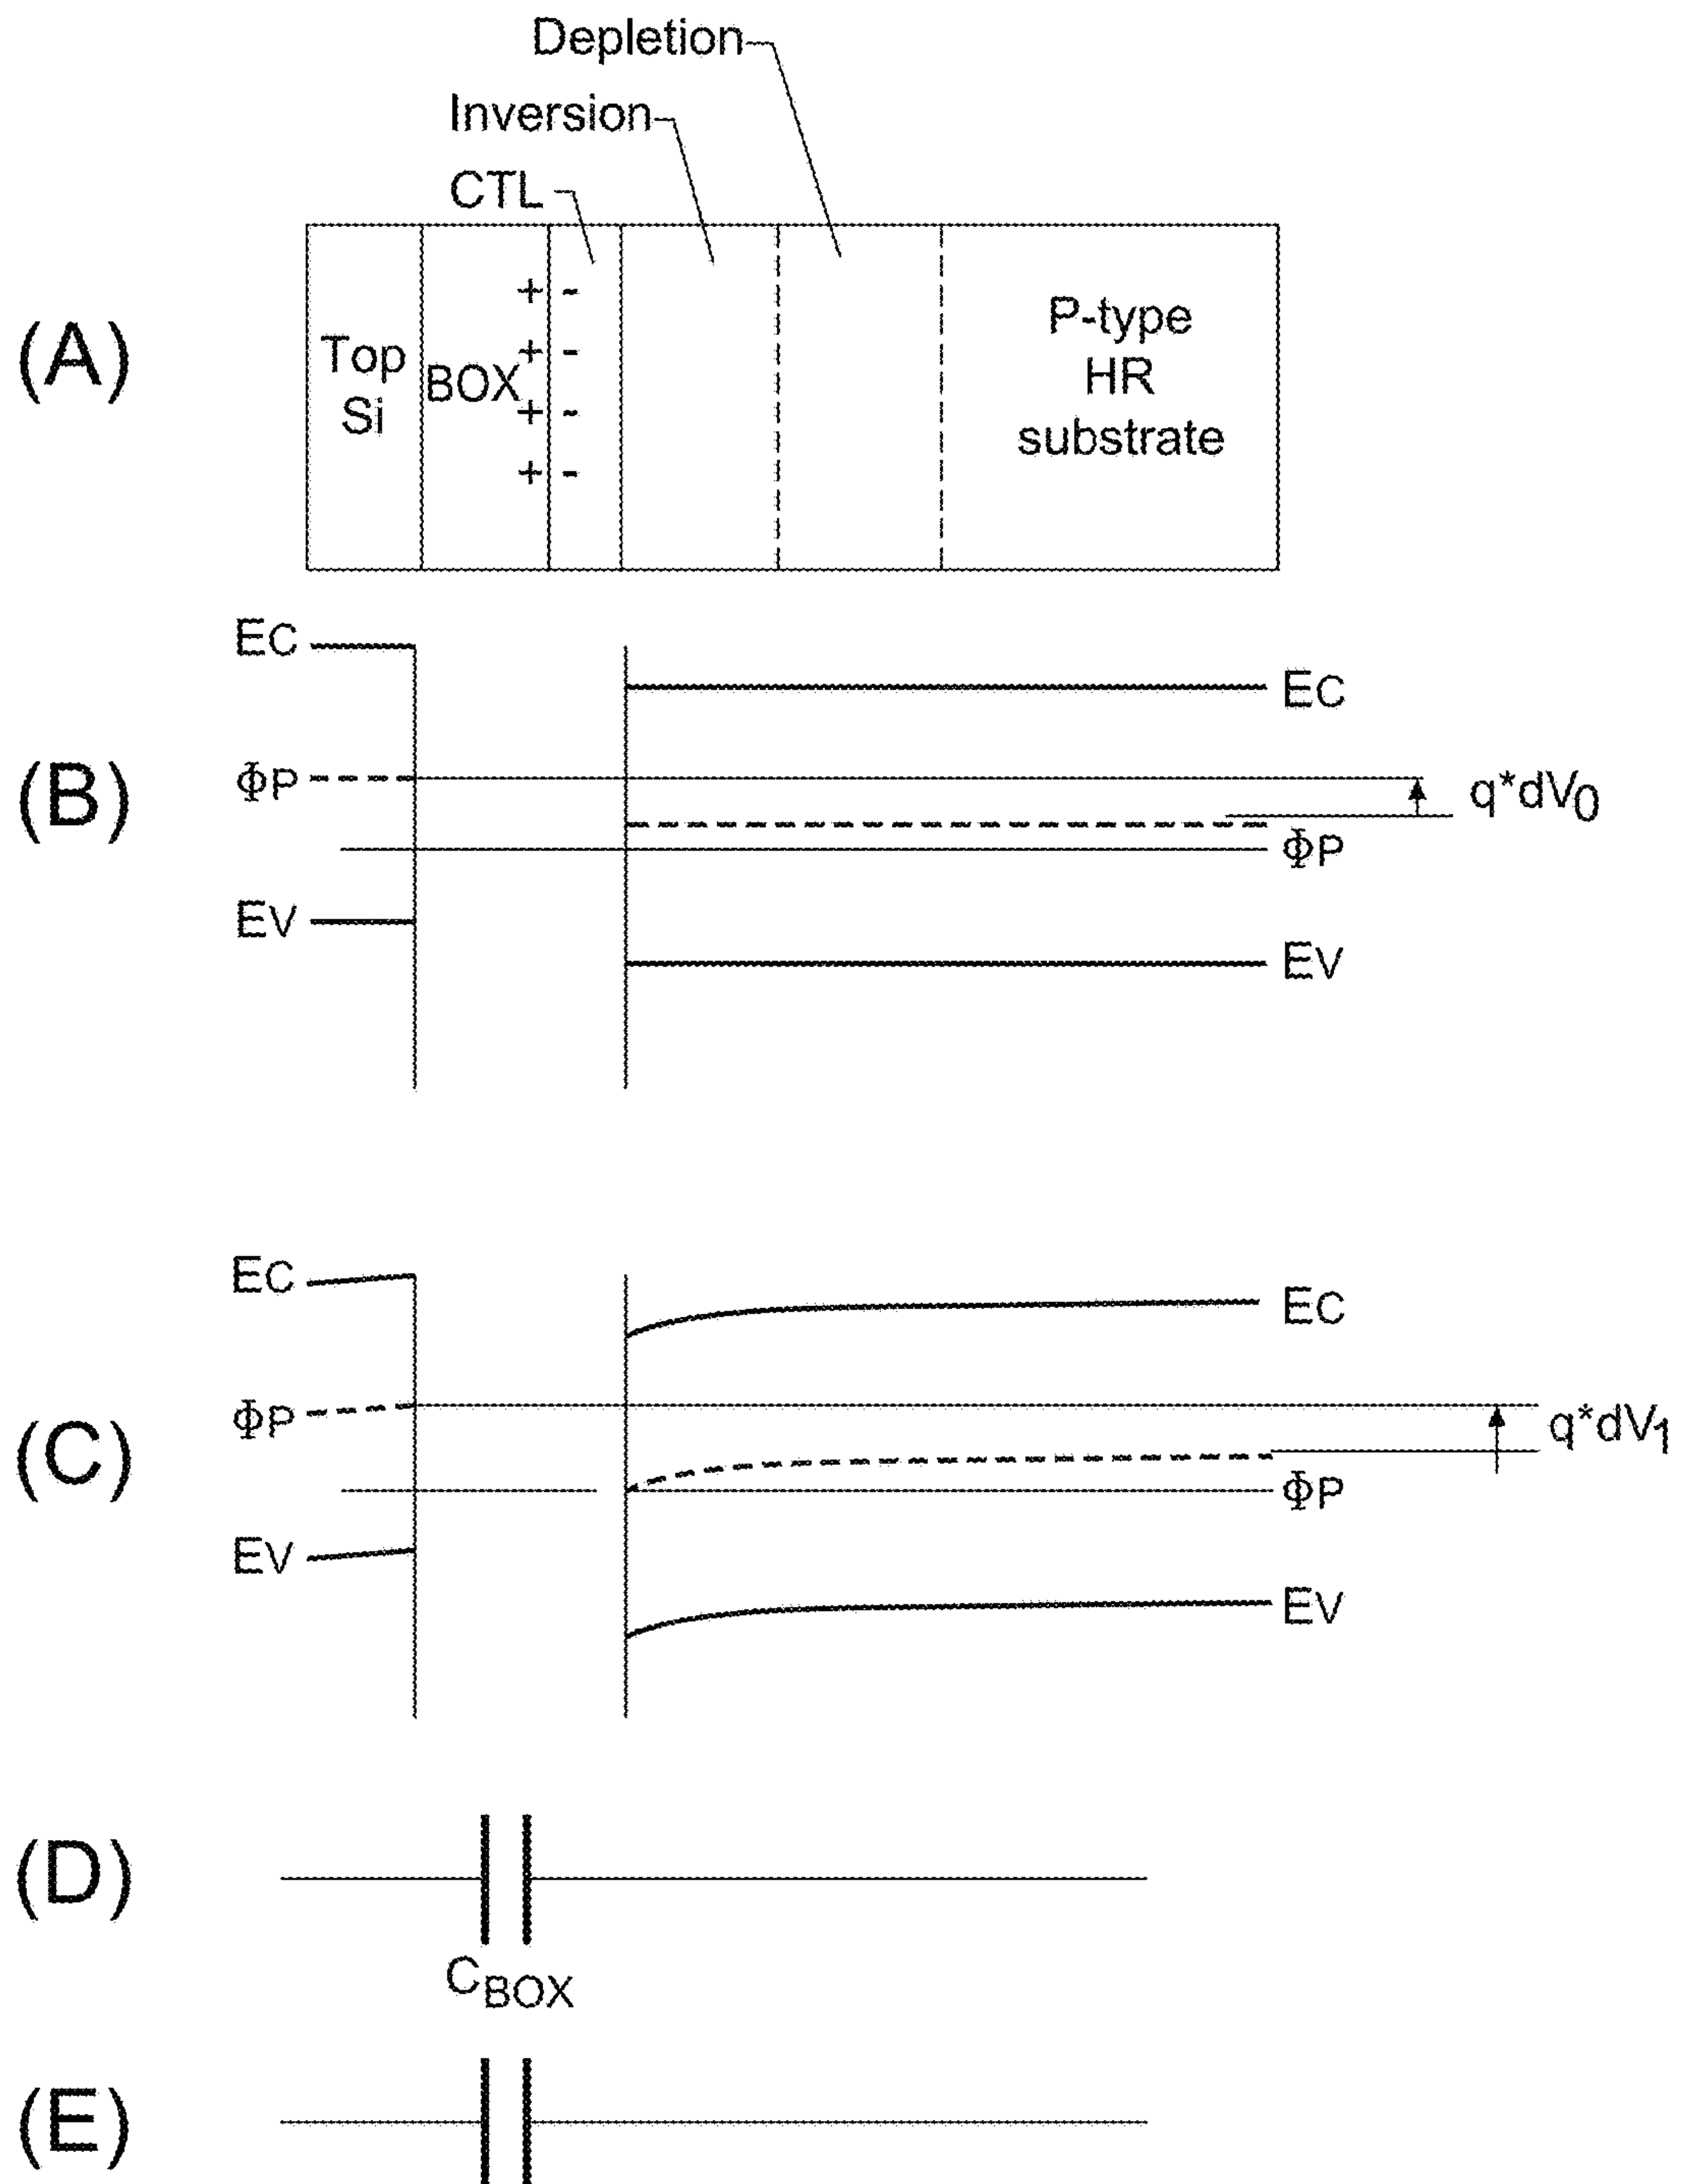 Depletion
Inversion
CTL
(A)
Top
Si
BOX
+ -
+ -
+ -
+ -
P-type
HR
substrate
(B)
EC
EC
ΦP
q*dV0
ΦP
EV
EV
(C)
EC
EC
ΦP
q*dV1
ΦP
EV
EV
(D)
CBOX
(E)